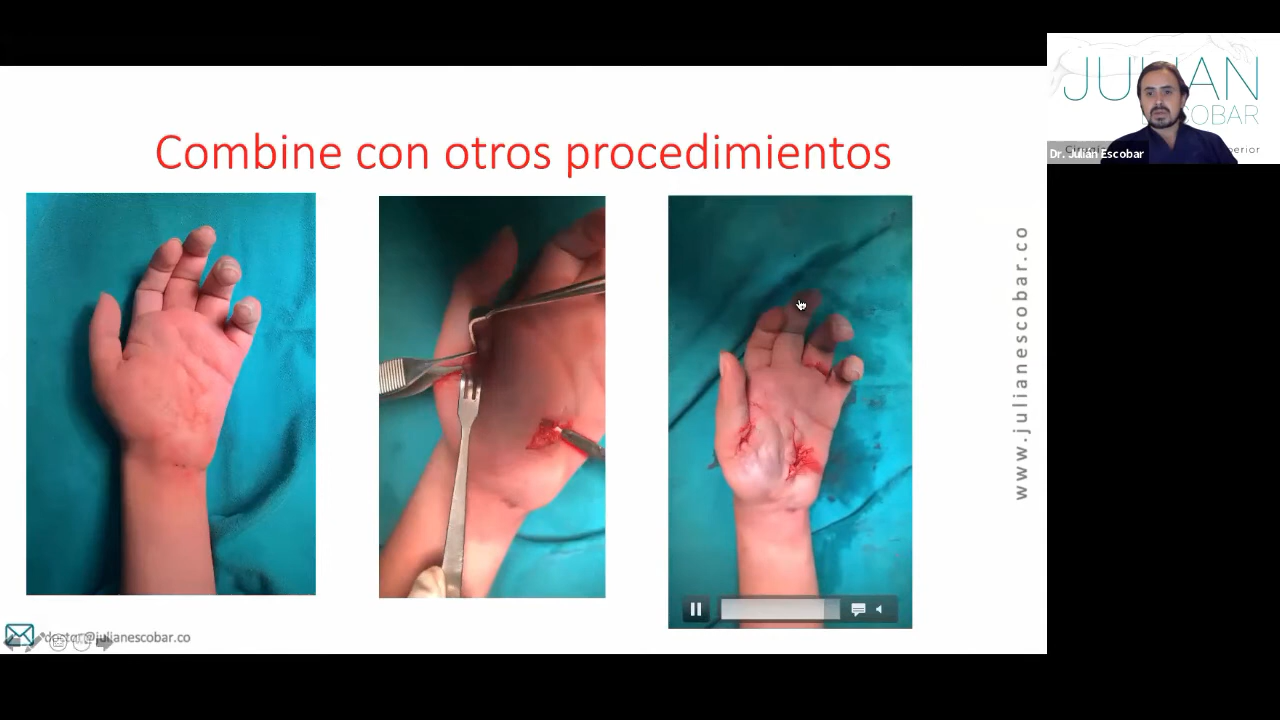 Combine con otros procedimientos
www.julianescobar.co
doctor@julianescobar.co
JULIAN
ESCOBAR
Dr. Julián Escobar